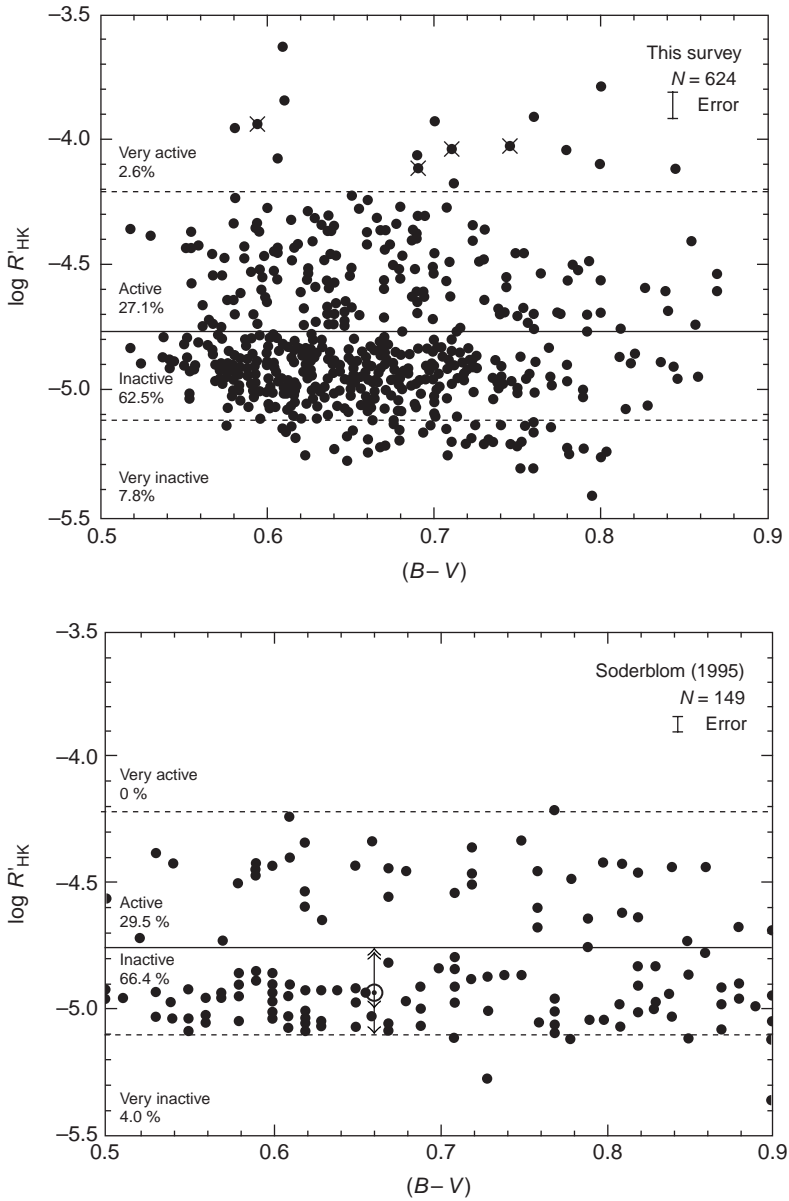 −3.5
This survey
N = 624
Error
−4.0
Very active
2.6%
log R'HK
−4.5
Active
27.1%
−5.0
Inactive
62.5%
Very inactive
7.8%
−5.5
0.5 0.6 0.7 0.8 0.9
(B– V)
−3.5
Soderblom (1995)
N = 149
Error
−4.0
Very active
0 %
log R'HK
−4.5
Active
29.5 %
Inactive
66.4 %
−5.0
Very inactive
4.0 %
−5.5
0.5 0.6 0.7 0.8 0.9
(B– V)